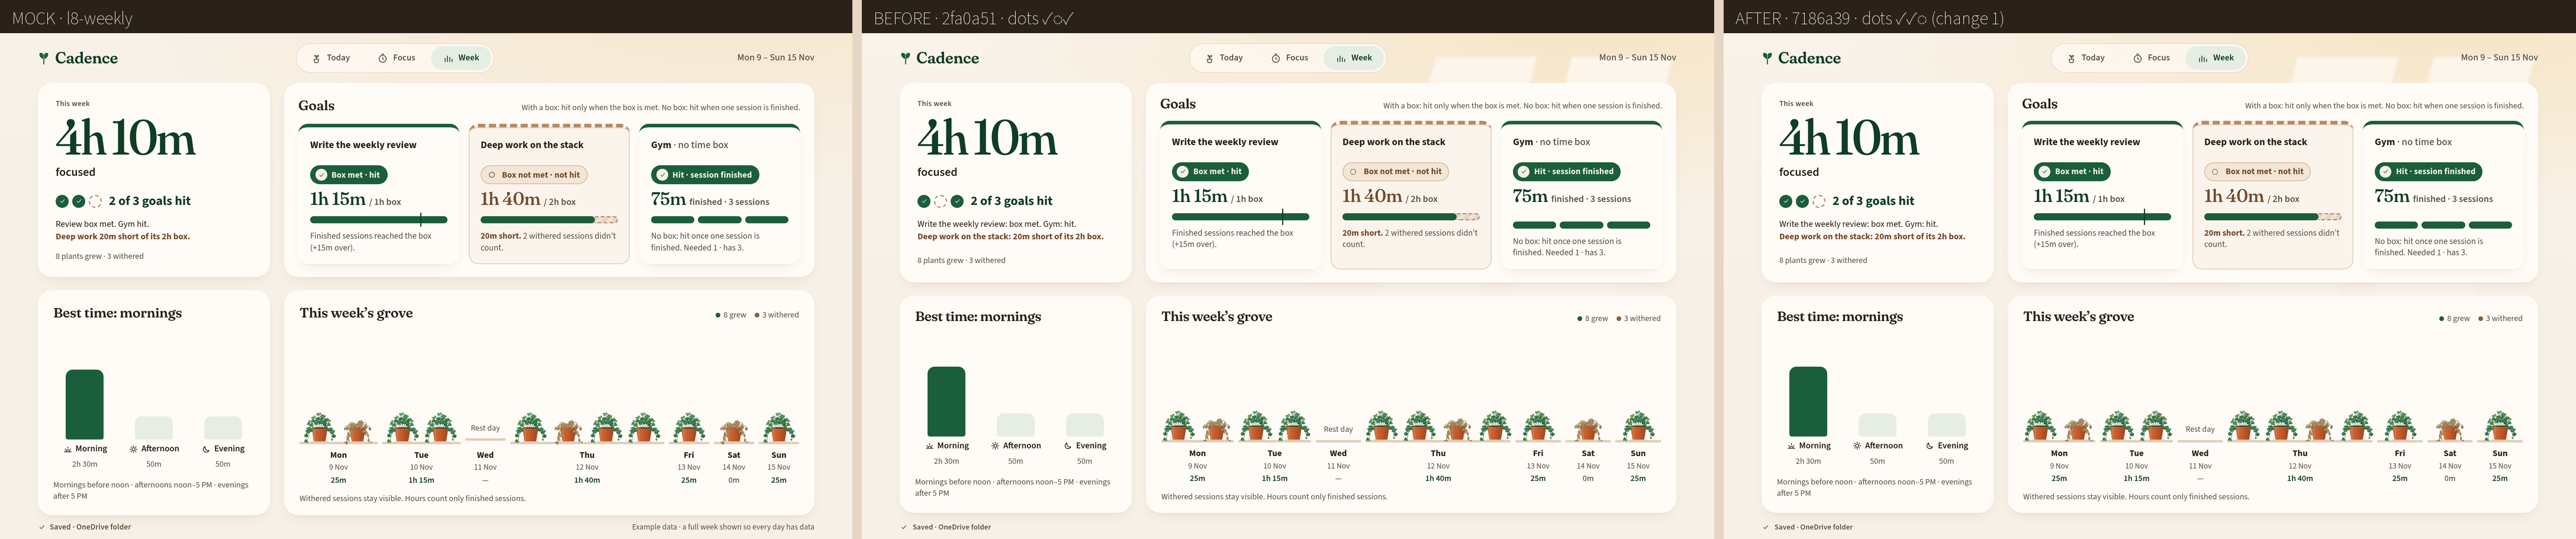 MOCK · l8-weekly
Cadence
Today Focus Week
Mon 9 – Sun 15 Nov
This week
4h 10m
focused
2 of 3 goals hit
Review box met. Gym hit.
Deep work 20m short of its 2h box.
8 plants grew · 3 withered
Goals
With a box: hit only when the box is met. No box: hit when one session is finished.
Write the weekly review
Box met · hit
1h 15m / 1h box
Finished sessions reached the box
(+15m over).
Deep work on the stack
Box not met · not hit
1h 40m / 2h box
20m short. 2 withered sessions didn't
count.
Gym · no time box
Hit · session finished
75m finished · 3 sessions
No box: hit once one session is
finished. Needed 1 · has 3.
Best time: mornings
Morning Afternoon Evening
2h 30m 50m 50m
Mornings before noon · afternoons noon–5 PM · evenings
after 5 PM
This week’s grove
8 grew 3 withered
Rest day
Mon Tue Wed Thu Fri Sat Sun
9 Nov 10 Nov 11 Nov 12 Nov 13 Nov 14 Nov 15 Nov
25m 1h 15m — 1h 40m 25m 0m 25m
Withered sessions stay visible. Hours count only finished sessions.
✓ Saved · OneDrive folder
Example data · a full week shown so every day has data
BEFORE · 2fa0a51 · dots ✓◌✓
Cadence
Today Focus Week
Mon 9 – Sun 15 Nov
This week
4h 10m
focused
2 of 3 goals hit
Write the weekly review: box met. Gym: hit.
Deep work on the stack: 20m short of its 2h box.
8 plants grew · 3 withered
Goals
With a box: hit only when the box is met. No box: hit when one session is finished.
Write the weekly review
Box met · hit
1h 15m / 1h box
Finished sessions reached the box
(+15m over).
Deep work on the stack
Box not met · not hit
1h 40m / 2h box
20m short. 2 withered sessions didn't
count.
Gym · no time box
Hit · session finished
75m finished · 3 sessions
No box: hit once one session is
finished. Needed 1 · has 3.
Best time: mornings
Morning Afternoon Evening
2h 30m 50m 50m
Mornings before noon · afternoons noon–5 PM · evenings
after 5 PM
This week’s grove
8 grew 3 withered
Rest day
Mon Tue Wed Thu Fri Sat Sun
9 Nov 10 Nov 11 Nov 12 Nov 13 Nov 14 Nov 15 Nov
25m 1h 15m — 1h 40m 25m 0m 25m
Withered sessions stay visible. Hours count only finished sessions.
✓ Saved · OneDrive folder
AFTER · 7186a39 · dots ✓✓◌ (change 1)
Cadence
Today Focus Week
Mon 9 – Sun 15 Nov
This week
4h 10m
focused
2 of 3 goals hit
Write the weekly review: box met. Gym: hit.
Deep work on the stack: 20m short of its 2h box.
8 plants grew · 3 withered
Goals
With a box: hit only when the box is met. No box: hit when one session is finished.
Write the weekly review
Box met · hit
1h 15m / 1h box
Finished sessions reached the box
(+15m over).
Deep work on the stack
Box not met · not hit
1h 40m / 2h box
20m short. 2 withered sessions didn't
count.
Gym · no time box
Hit · session finished
75m finished · 3 sessions
No box: hit once one session is
finished. Needed 1 · has 3.
Best time: mornings
Morning Afternoon Evening
2h 30m 50m 50m
Mornings before noon · afternoons noon–5 PM · evenings
after 5 PM
This week’s grove
8 grew 3 withered
Rest day
Mon Tue Wed Thu Fri Sat Sun
9 Nov 10 Nov 11 Nov 12 Nov 13 Nov 14 Nov 15 Nov
25m 1h 15m — 1h 40m 25m 0m 25m
Withered sessions stay visible. Hours count only finished sessions.
✓ Saved · OneDrive folder